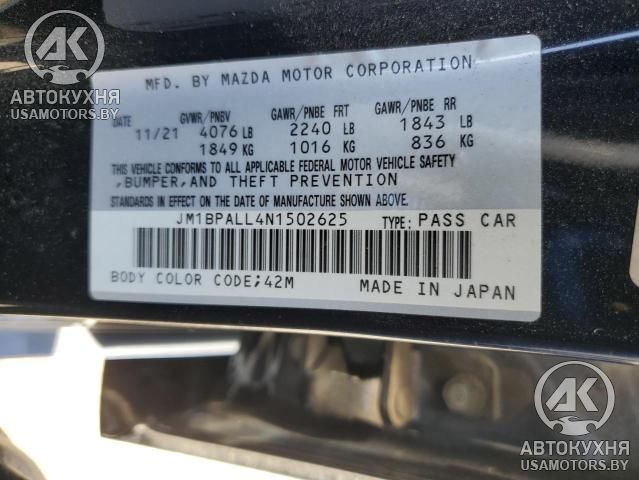 AK
АВТОКУХНЯ
USAMOTORS.BY
MFD. BY MAZDA MOTOR CORPORATION
DATE GVWR/PNBV GAWR/PNBE FRT GAWR/PNBE RR
11/21 4076 LB 2240 LB 1843 LB
1849 KG 1016 KG 836 KG
THIS VEHICLE CONFORMS TO ALL APPLICABLE FEDERAL MOTOR VEHICLE SAFETY
,BUMPER,AND THEFT PREVENTION
STANDARDS IN EFFECT ON THE DATE OF MANUFACTURE SHOWN ABOVE.
JM1BPALL4N1502625 TYPE: PASS CAR
BODY COLOR CODE;42M MADE IN JAPAN
AK
АВТОКУХНЯ
USAMOTORS.BY